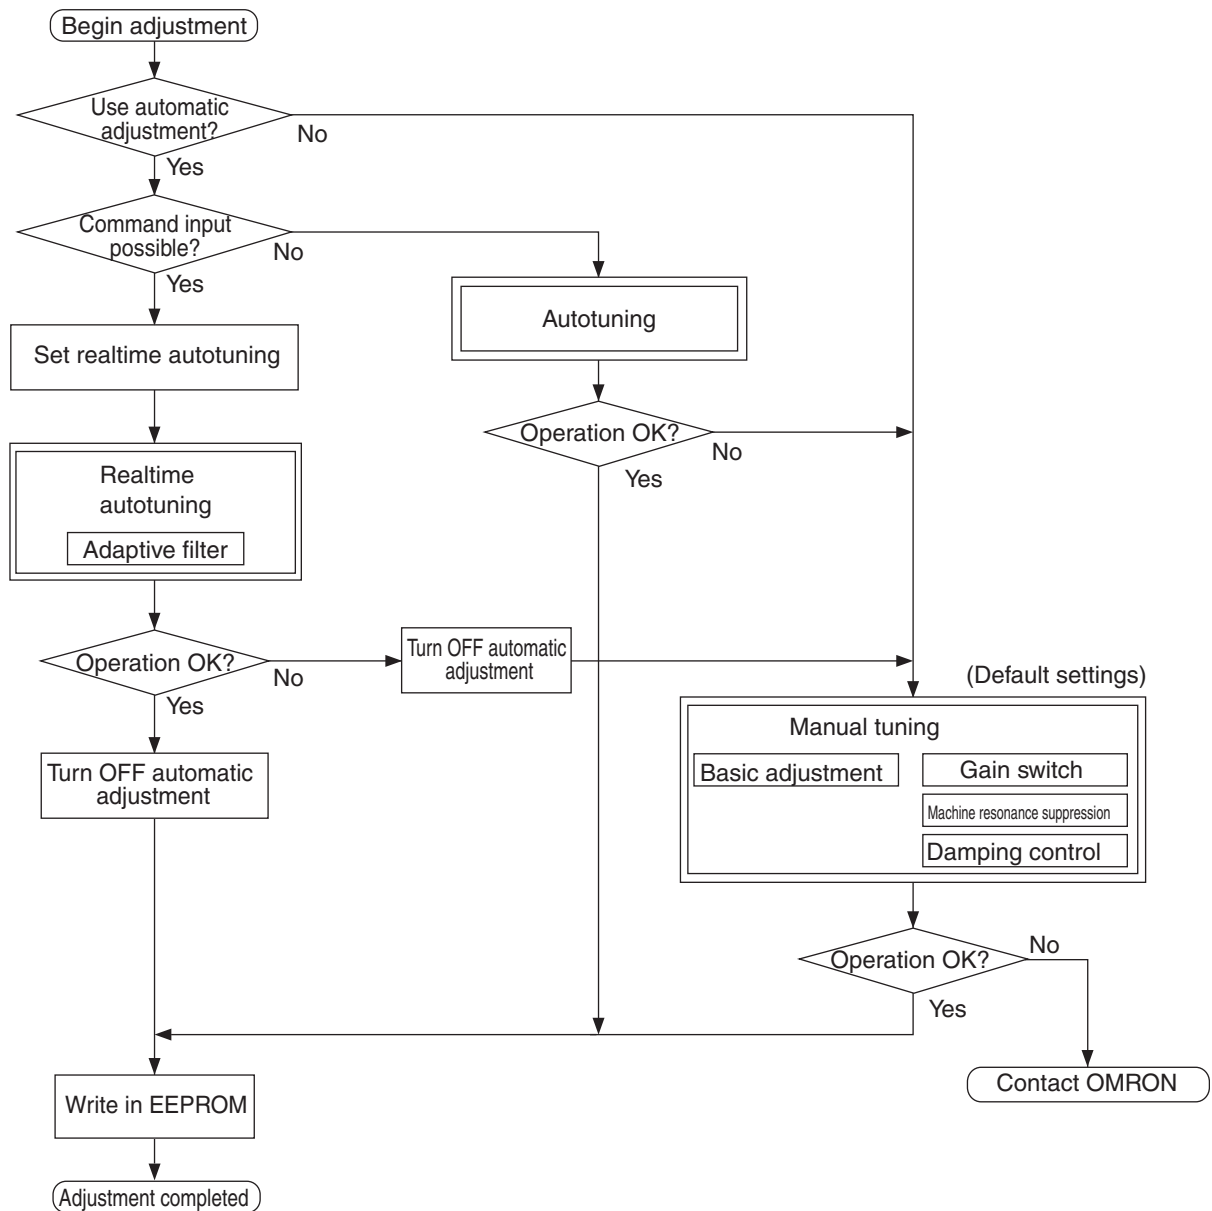 Begin adjustment
Use automatic
adjustment?
No
Yes
Command input
possible?
No
Yes
Set realtime autotuning
Autotuning
Operation OK?
No
Yes
Realtime
autotuning
Adaptive filter
Operation OK?
No
Yes
Turn OFF automatic
adjustment
Turn OFF automatic
adjustment
(Default settings)
Manual tuning
Basic adjustment
Gain switch
Machine resonance suppression
Damping control
Operation OK?
No
Yes
Contact OMRON
Write in EEPROM
Adjustment completed